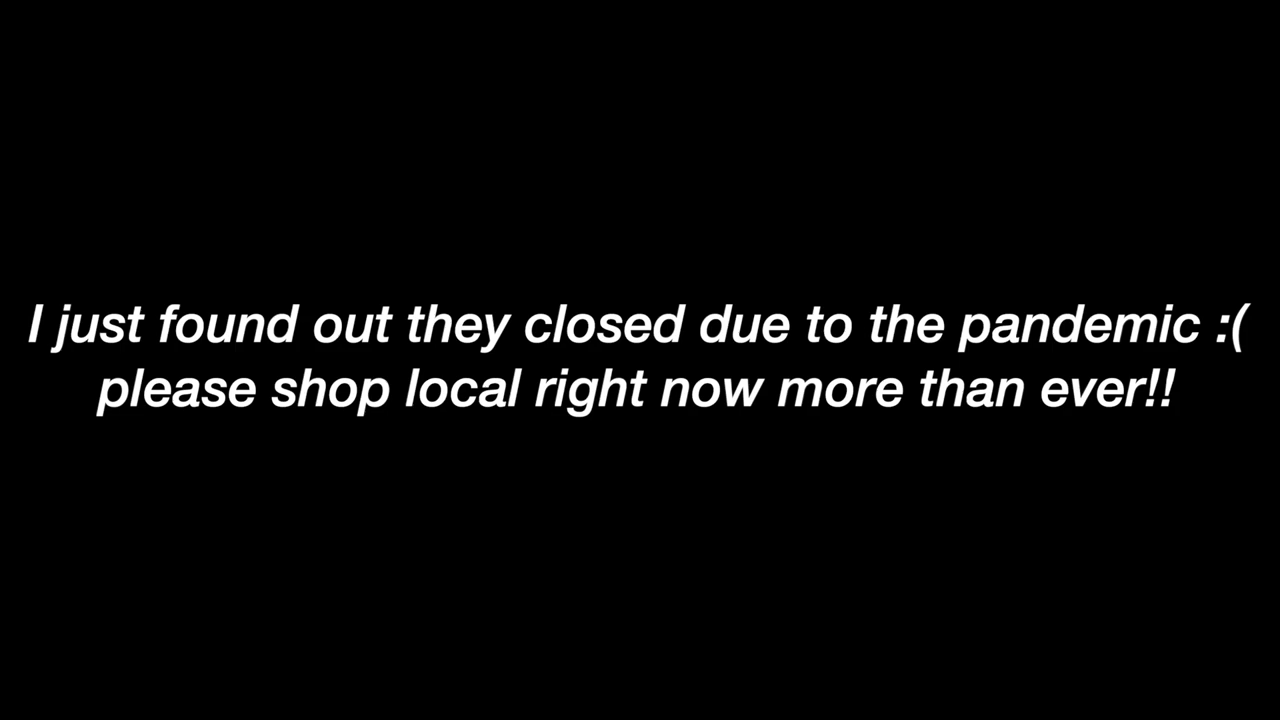 I just found out they closed due to the pandemic :(
please shop local right now more than ever!!